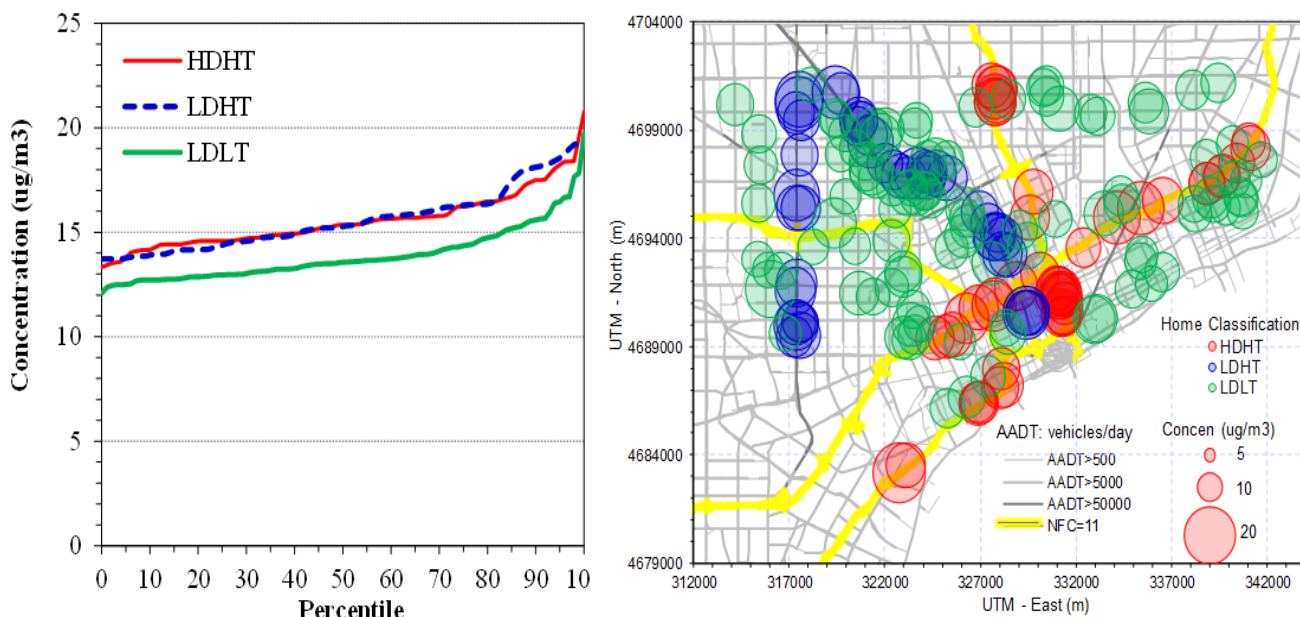 25
20
15
10
5
0
Concentration (ug/m3)
HDHT
LDHT
LDLT
0 10 20 30 40 50 60 70 80 90 10
Percentile
4704000
4699000
4694000
4689000
4684000
4679000
UTM - North (m)
Home Classification
HDHT
LDHT
LDLT
AADT: vehicles/day
AADT>500
AADT>5000
AADT>50000
NFC=11
Concen (ug/m3)
5
10
20
312000 317000 322000 327000 332000 337000 342000
UTM - East (m)